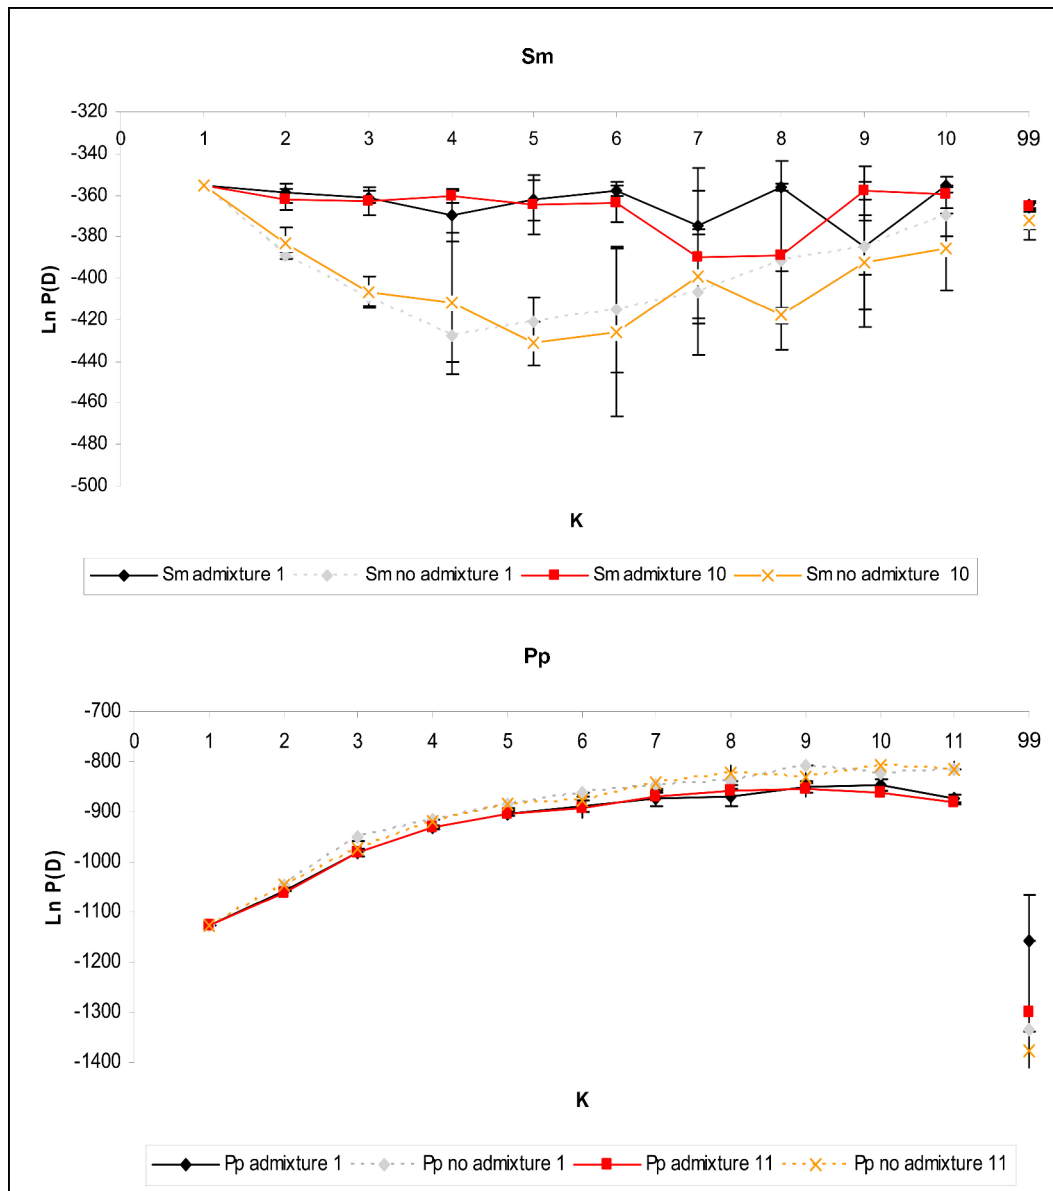 Sm
-320
0 1 2 3 4 5 6 7 8 9 10 99
-340
-360
-380
-400
-420
-440
-460
-480
-500
Ln P(D)
K
Sm admixture 1 Sm no admixture 1 Sm admixture 10 Sm no admixture 10
Pp
-700
0 1 2 3 4 5 6 7 8 9 10 11 99
-800
-900
-1000
-1100
-1200
-1300
-1400
Ln P(D)
K
Pp admixture 1 Pp no admixture 1 Pp admixture 11 Pp no admixture 11